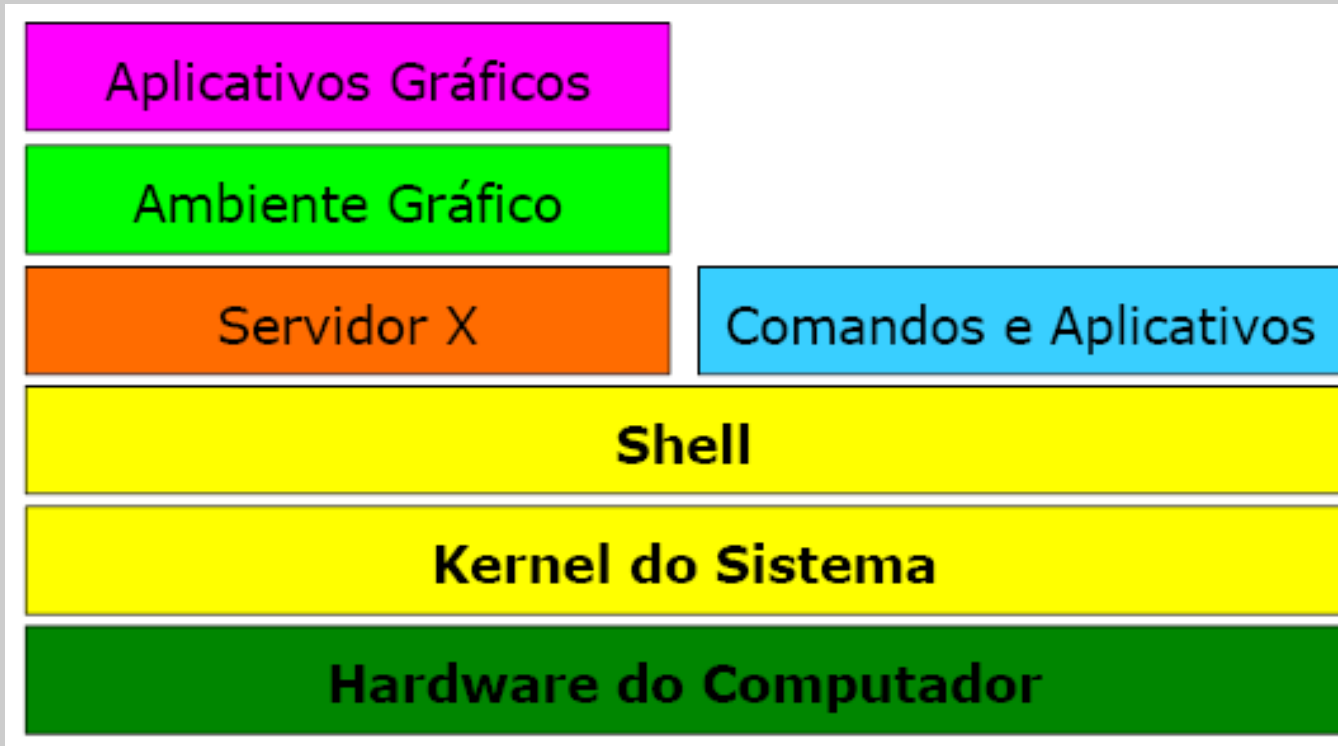 Aplicativos Gráficos
Ambiente Gráfico
Servidor X
Comandos e Aplicativos
Shell
Kernel do Sistema
Hardware do Computador